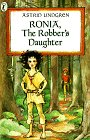 ASTRID LINDGREN
RONIA,
The Robber's
Daughter